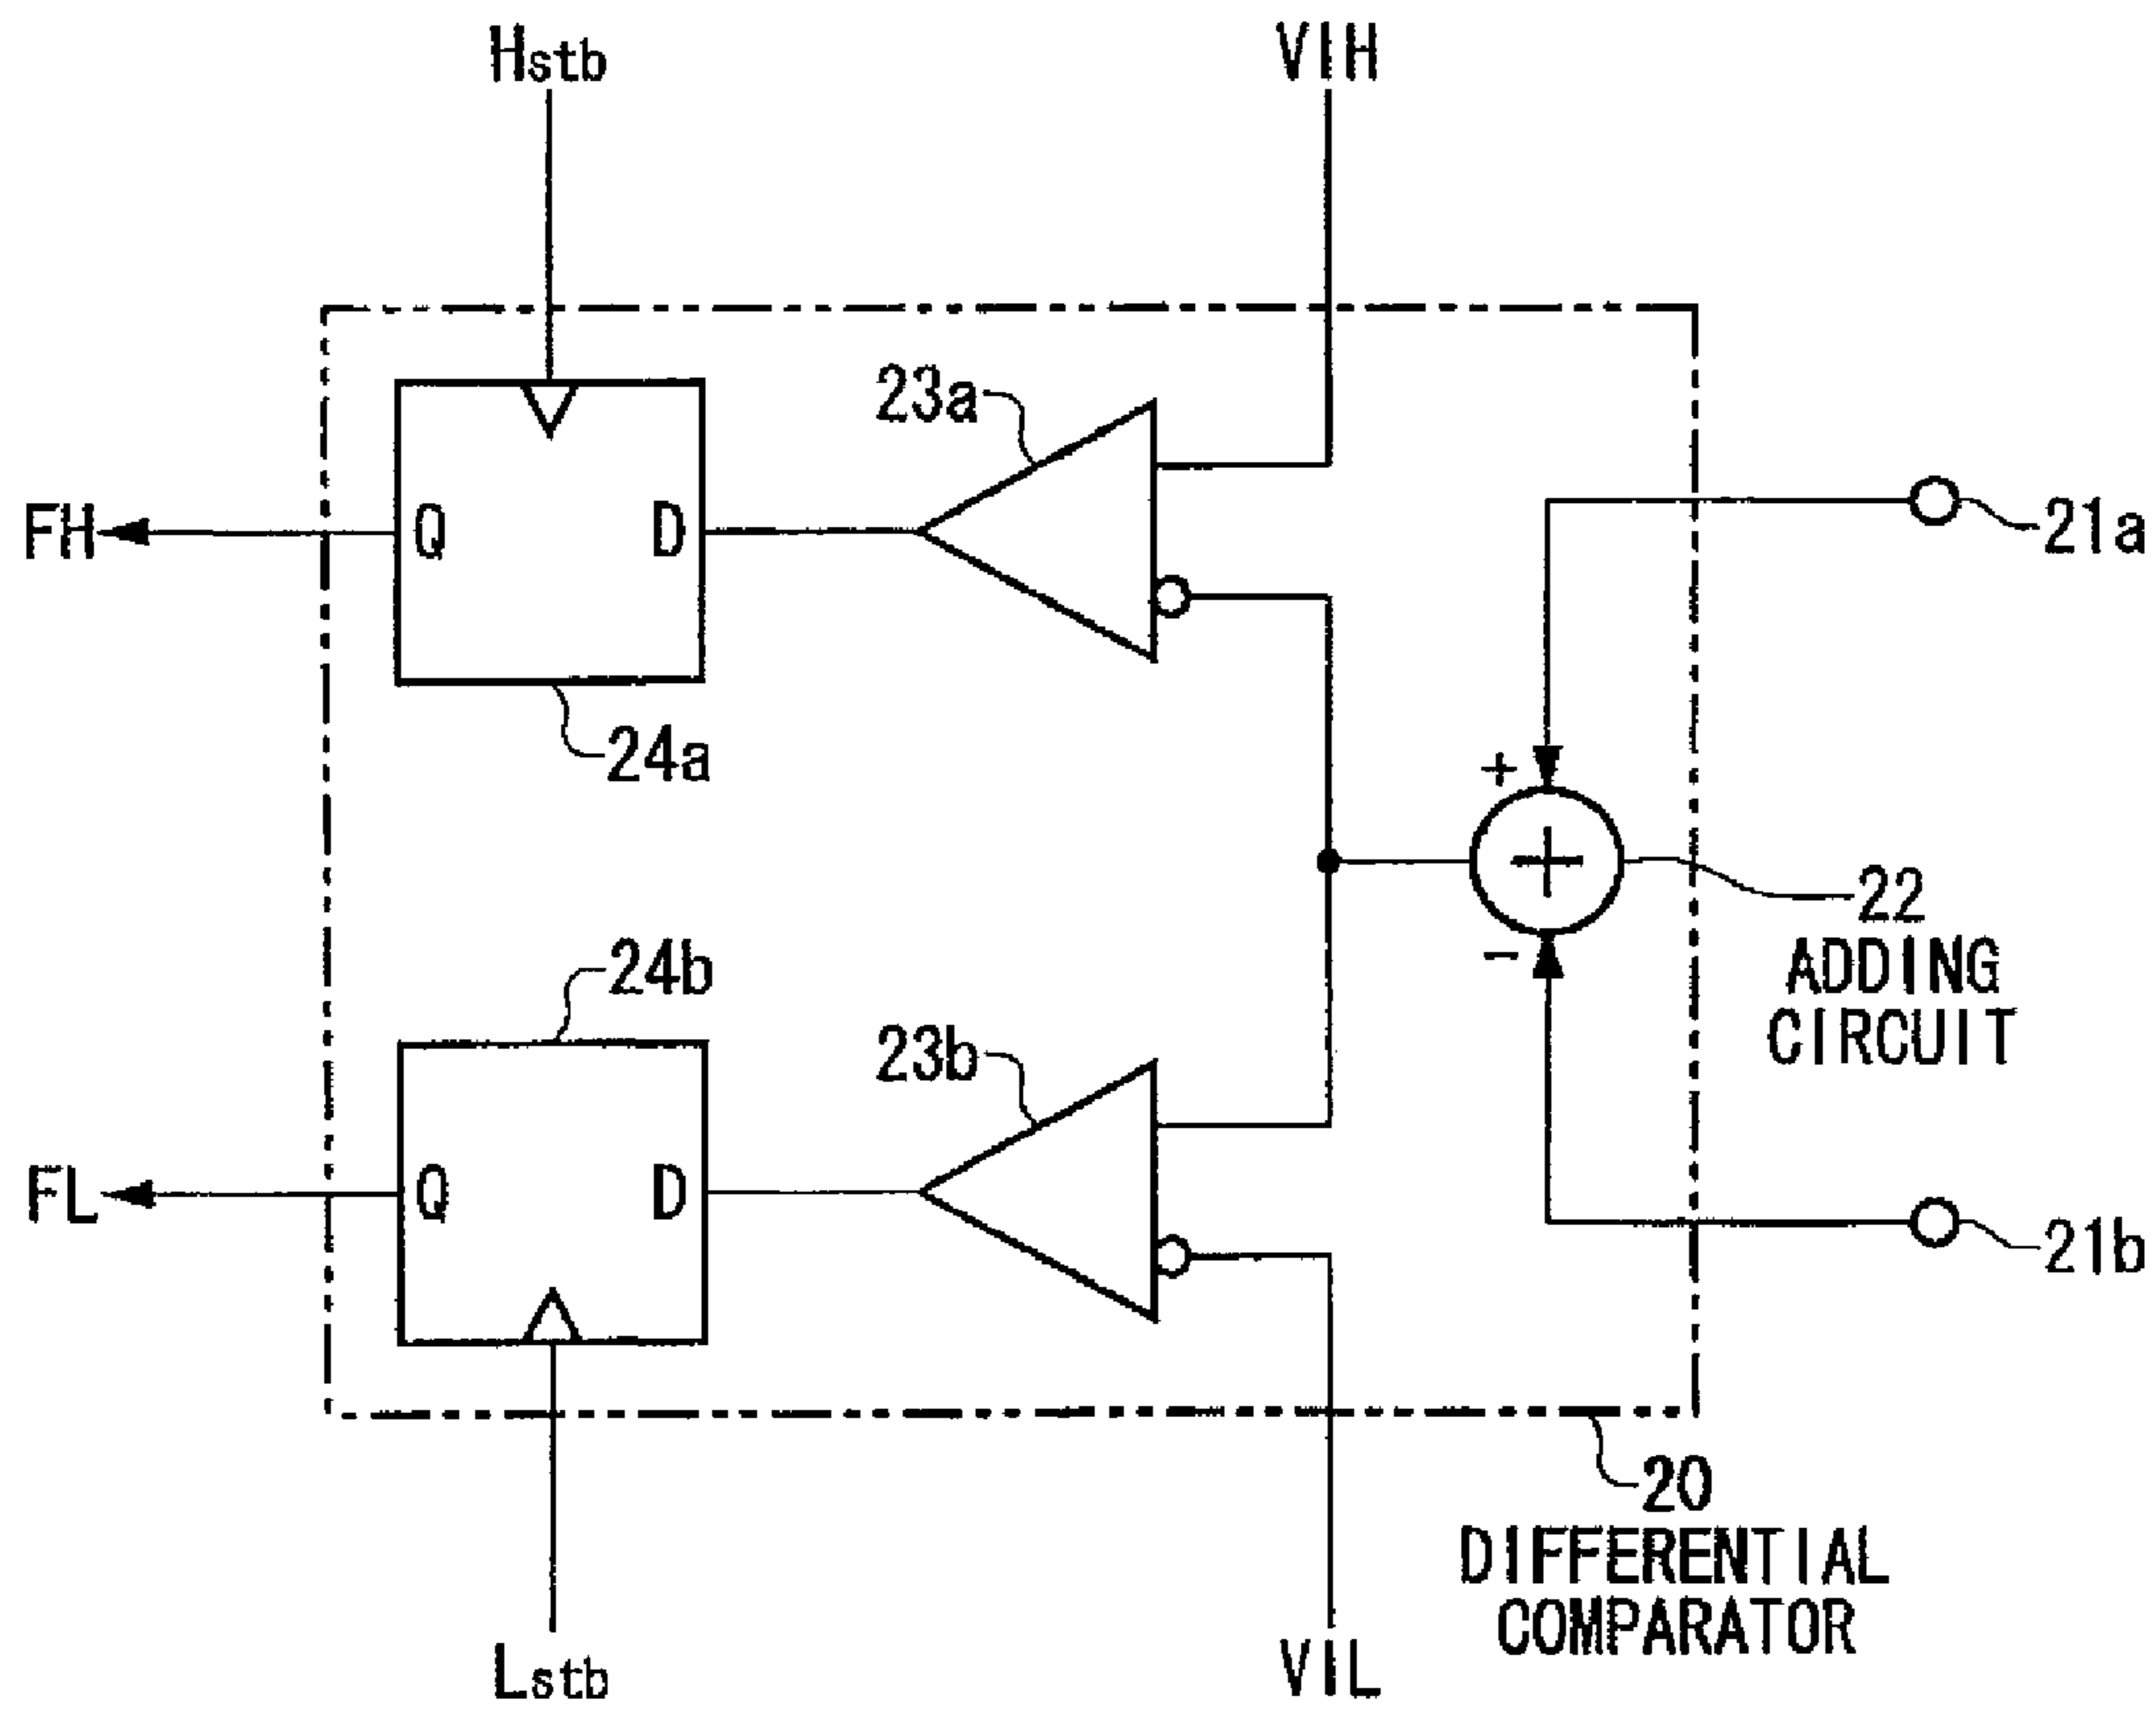 Hstb
VIH
23a
FH
Q
D
21a
24a
+
+
22
ADDING
CIRCUIT
-
24b
23b
FL
Q
D
21b
20
DIFFERENTIAL
COMPARATOR
Lstb
VIL